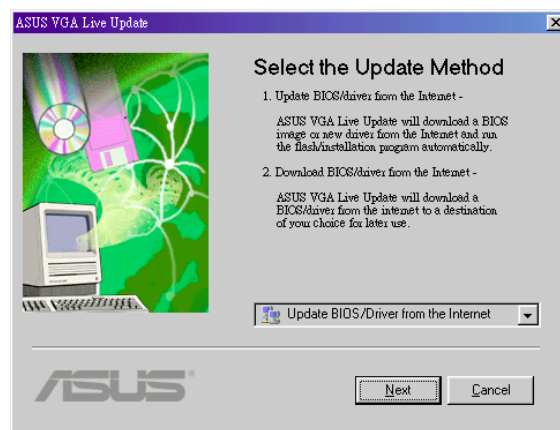 ASUS VGA Live Update
Select the Update Method
1. Update BIOS/driver from the Internet -
ASUS VGA Live Update will download a BIOS
image or new driver from the Internet and run
the flash/installation program automatically.
2. Download BIOS/driver from the Internet -
ASUS VGA Live Update will download a
BIOS/driver from the internet to a destination
of your choice for later use.
Update BIOS/Driver from the Internet
ASUS
Next
Cancel